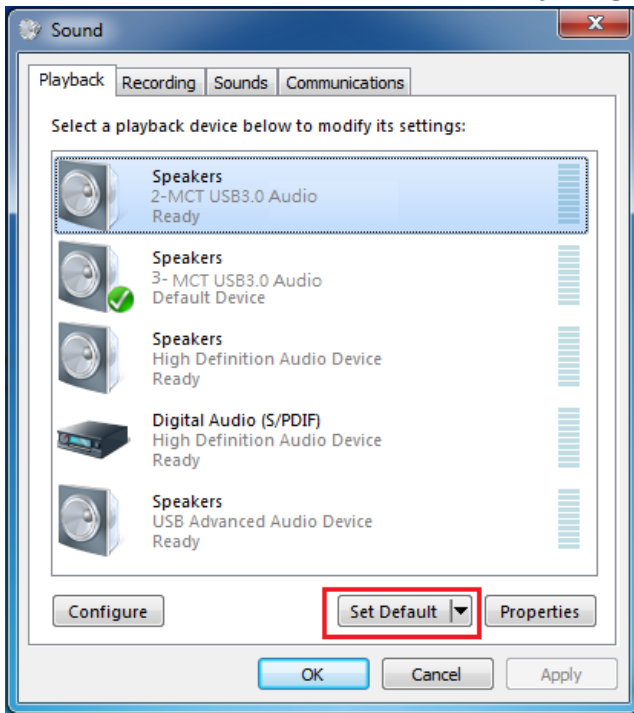 Sound
Playback Recording Sounds Communications
Select a playback device below to modify its settings:
Speakers
2-MCT USB3.0 Audio
Ready
Speakers
3- MCT USB3.0 Audio
Default Device
Speakers
High Definition Audio Device
Ready
Digital Audio (S/PDIF)
High Definition Audio Device
Ready
Speakers
USB Advanced Audio Device
Ready
Configure Set Default Properties
OK Cancel Apply